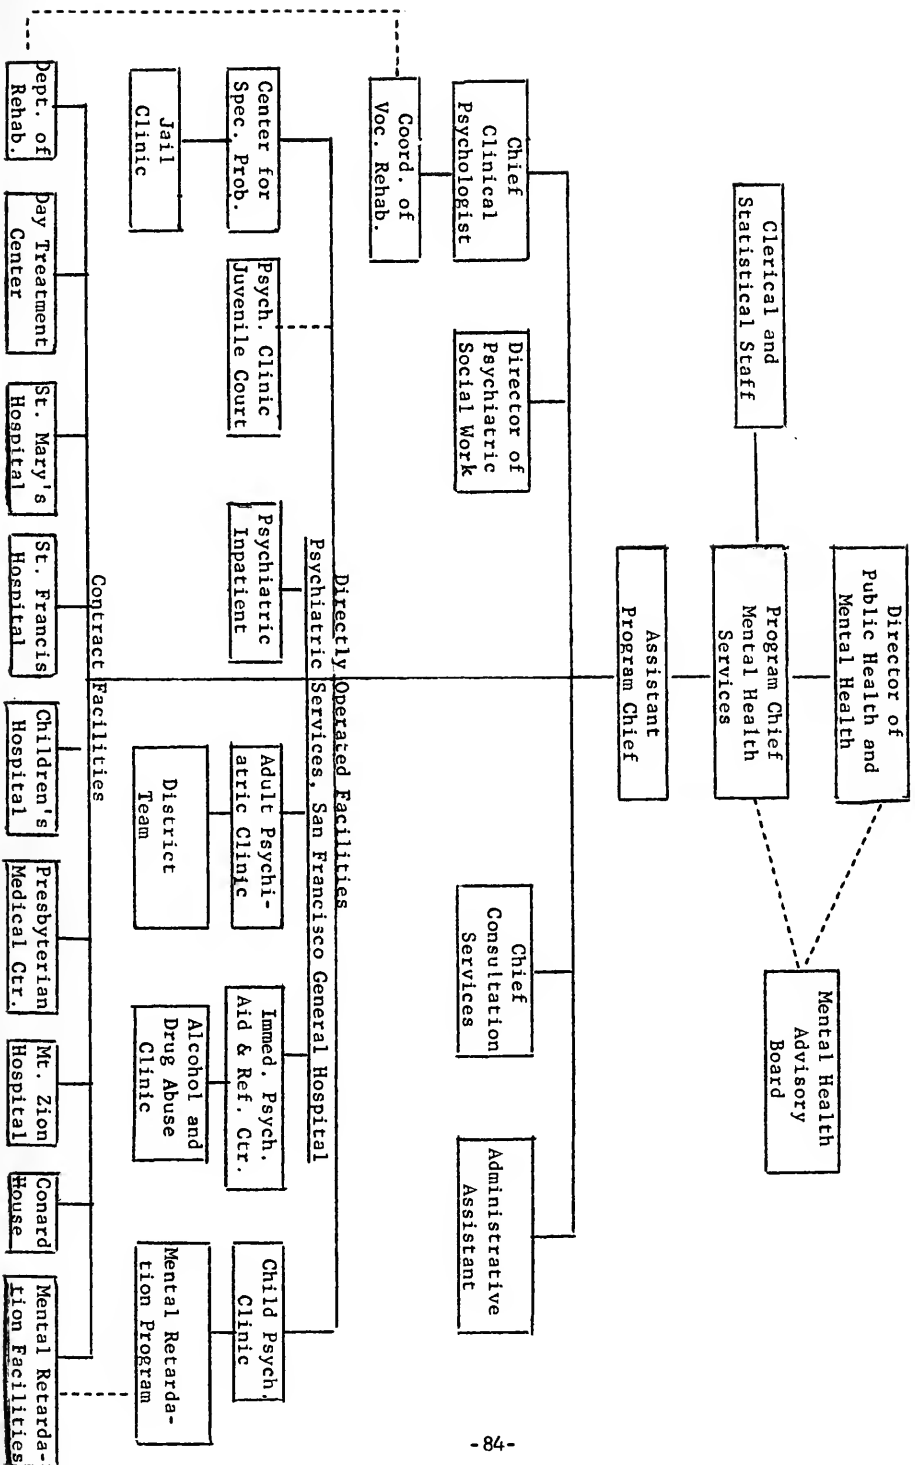 Director of
Public Health and
Mental Health
Mental Health
Advisory
Board
Program Chief
Mental Health
Services
Clerical and
Statistical Staff
Assistant
Program Chief
Chief
Clinical
Psychologist
Director of
Psychiatric
Social Work
Chief
Consultation
Services
Administrative
Assistant
Coord. of
Voc. Rehab.
Directly Operated Facilities
Psychiatric Services, San Francisco General Hospital
Center for
Spec. Prob.
Psych. Clinic
Juvenile Court
Psychiatric
Inpatient
Adult Psychi-
atric Clinic
Immed. Psych.
Aid & Ref. Ctr.
Child Psych.
Clinic
Jail
Clinic
District
Team
Alcohol and
Drug Abuse
Clinic
Mental Retarda-
tion Program
Contract Facilities
Dept. of
Rehab.
Day Treatment
Center
St. Mary's
Hospital
St. Francis
Hospital
Children's
Hospital
Presbyterian
Medical Ctr.
Mt. Zion
Hospital
Conard
House
Mental Retarda-
tion Facilities
-84-